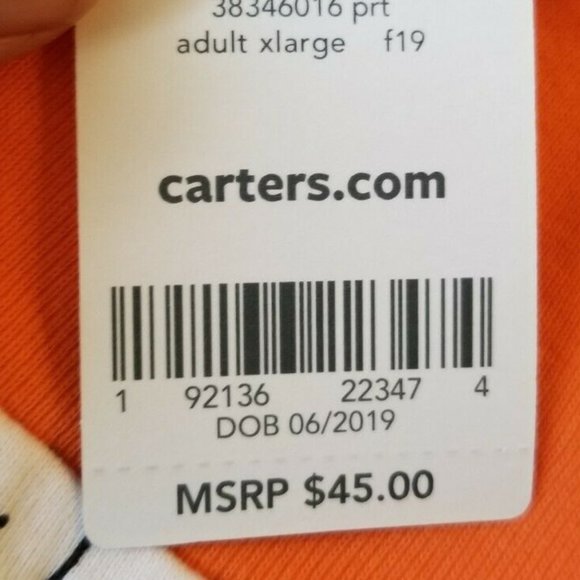 38346016 prt
adult xlarge f19
carters.com
1 92136 22347 4
DOB 06/2019
MSRP $45.00